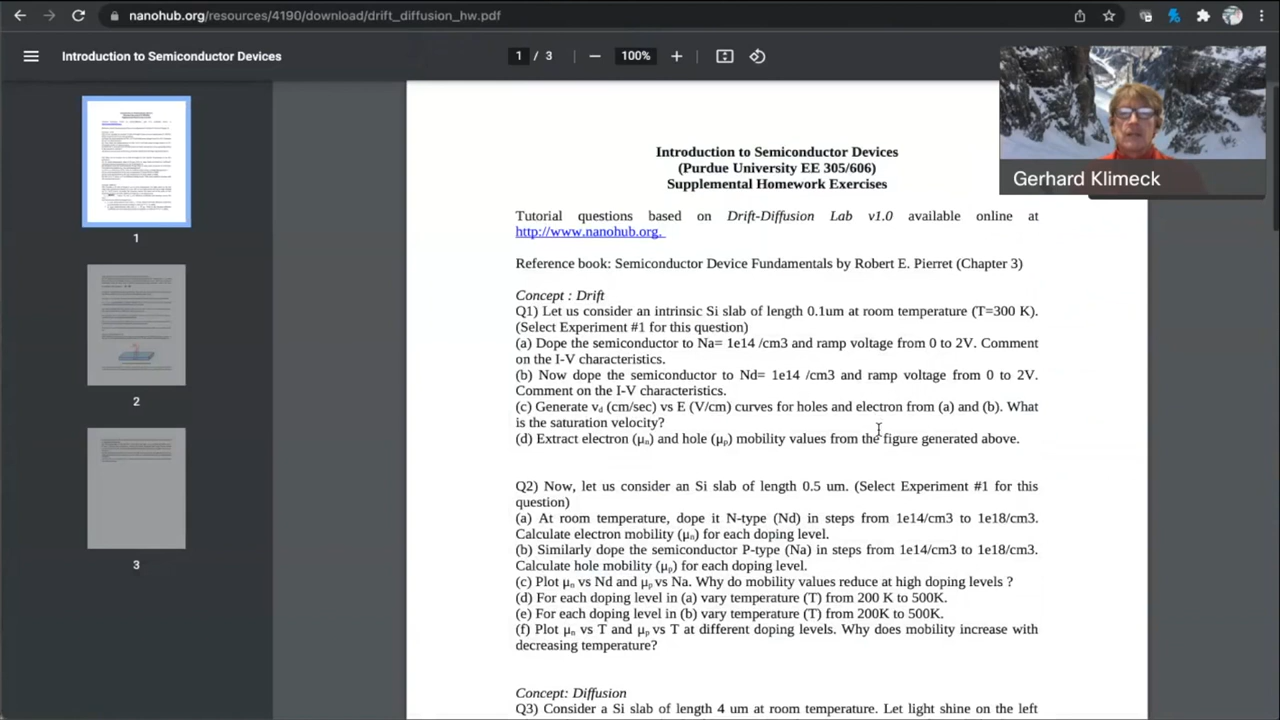 nanohub.org/resources/4190/download/drift_diffusion_hw.pdf
Introduction to Semiconductor Devices
1 / 3
100%
Gerhard Klimeck
1
2
3
Introduction to Semiconductor Devices
(Purdue University EE 305/606)
Supplemental Homework Exercises
Tutorial questions based on Drift-Diffusion Lab v1.0 available online at
http://www.nanohub.org.
Reference book: Semiconductor Device Fundamentals by Robert E. Pierret (Chapter 3)
Concept : Drift
Q1) Let us consider an intrinsic Si slab of length 0.1um at room temperature (T=300 K).
(Select Experiment #1 for this question)
(a) Dope the semiconductor to Na= 1e14 /cm3 and ramp voltage from 0 to 2V. Comment
on the I-V characteristics.
(b) Now dope the semiconductor to Nd= 1e14 /cm3 and ramp voltage from 0 to 2V.
Comment on the I-V characteristics.
(c) Generate vd (cm/sec) vs E (V/cm) curves for holes and electron from (a) and (b). What
is the saturation velocity?
(d) Extract electron (μn) and hole (μp) mobility values from the figure generated above.
Q2) Now, let us consider an Si slab of length 0.5 um. (Select Experiment #1 for this
question)
(a) At room temperature, dope it N-type (Nd) in steps from 1e14/cm3 to 1e18/cm3.
Calculate electron mobility (μn) for each doping level.
(b) Similarly dope the semiconductor P-type (Na) in steps from 1e14/cm3 to 1e18/cm3.
Calculate hole mobility (μp) for each doping level.
(c) Plot μn vs Nd and μp vs Na. Why do mobility values reduce at high doping levels ?
(d) For each doping level in (a) vary temperature (T) from 200 K to 500K.
(e) For each doping level in (b) vary temperature (T) from 200K to 500K.
(f) Plot μn vs T and μp vs T at different doping levels. Why does mobility increase with
decreasing temperature?
Concept: Diffusion
Q3) Consider a Si slab of length 4 um at room temperature. Let light shine on the left